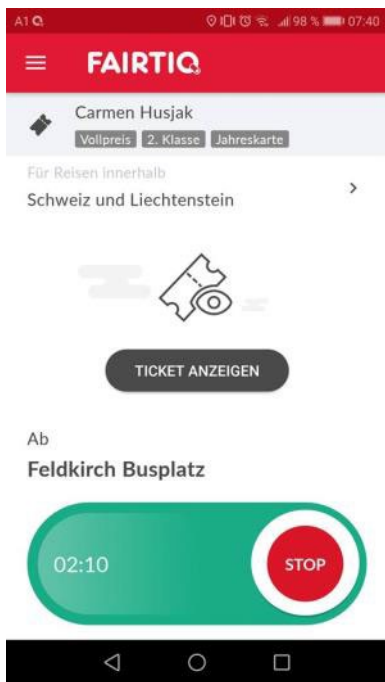 A1 98 % 07:40
FAIRTIQ
Carmen Husjak
Vollpreis 2. Klasse Jahreskarte
Für Reisen innerhalb
Schweiz und Liechtenstein
TICKET ANZEIGEN
Ab
Feldkirch Busplatz
02:10 STOP